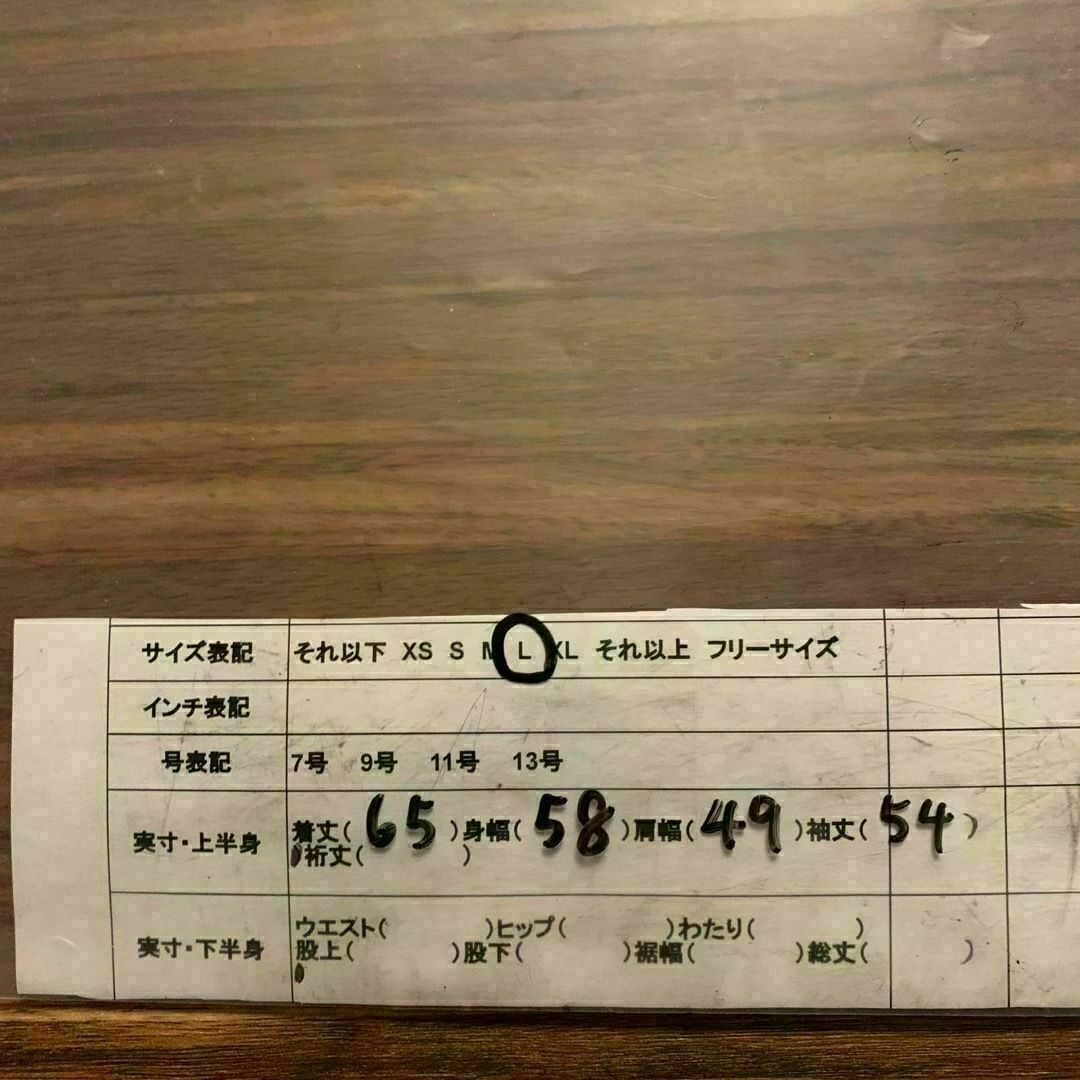 サイズ表記 それ以下 XS S M L XL それ以上 フリーサイズ
インチ表記
号表記 7号 9号 11号 13号
実寸・上半身 着丈( 65 )身幅( 58 )肩幅( 49 )袖丈( 54 )
裄丈( )
実寸・下半身 ウエスト( )ヒップ( )わたり( )
股上( )股下( )裾幅( )総丈( )